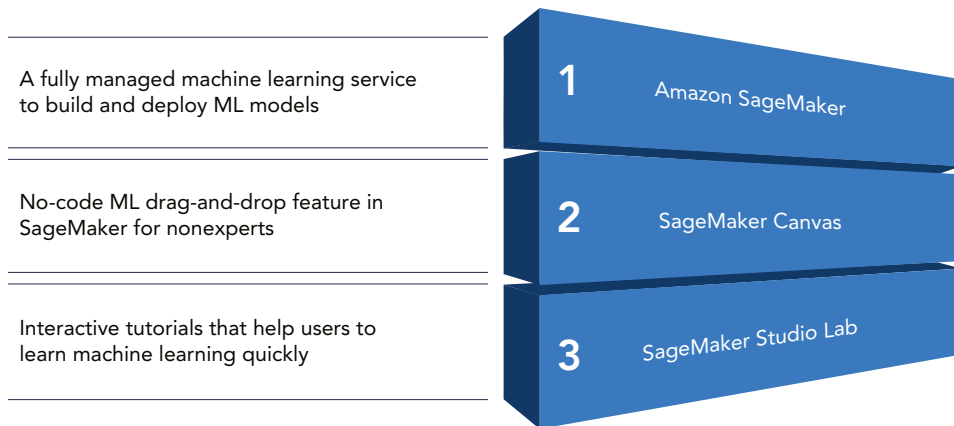 A fully managed machine learning service
to build and deploy ML models
1
Amazon SageMaker
No-code ML drag-and-drop feature in
SageMaker for nonexperts
2
SageMaker Canvas
Interactive tutorials that help users to
learn machine learning quickly
3
SageMaker Studio Lab